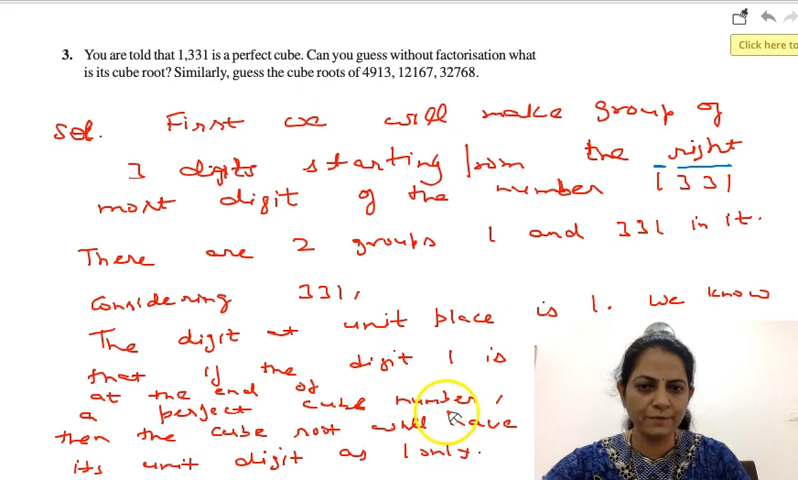 Click here to
3. You are told that 1,331 is a perfect cube. Can you guess without factorisation what
is its cube root? Similarly, guess the cube roots of 4913, 12167, 32768.
Sol. First we will make group of
3 digits starting from the right
most digit of the number 1 331
There are 2 groups 1 and 331 in it.
Considering 331,
The digit at unit place is 1. We know
that if the digit 1 is
at the end of
a perfect cube number,
then the cube root will have
its unit digit as 1 only.